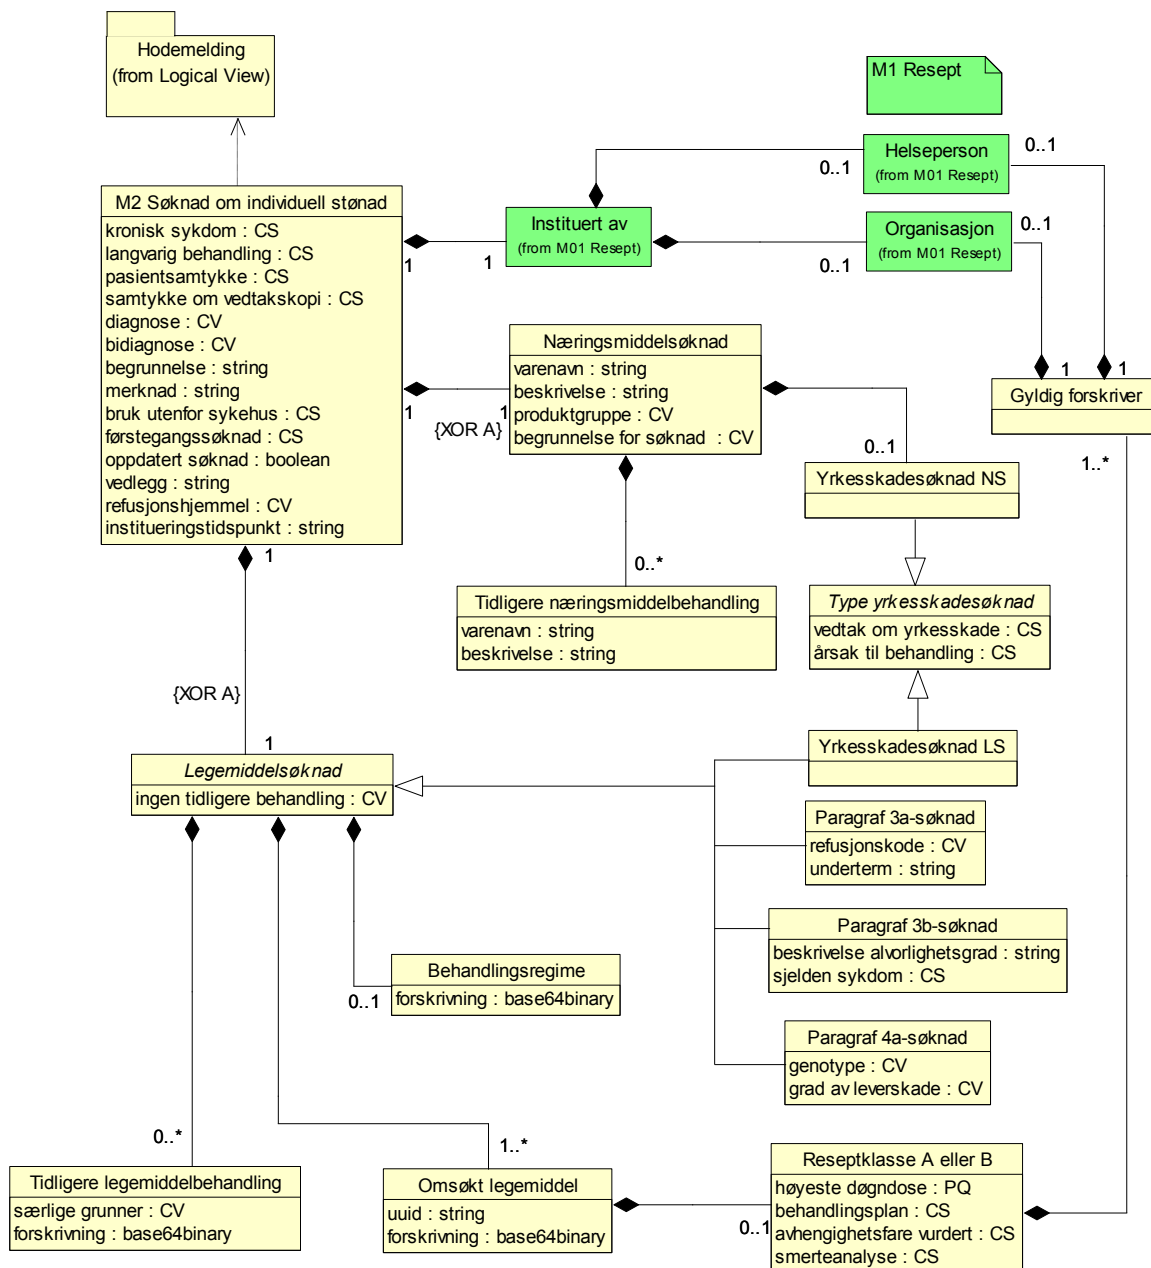 Hodemelding
(from Logical View)
M1 Resept
Helseperson
(from M01 Resept)
0..1
0..1
M2 Søknad om individuell stønad
kronisk sykdom : CS
langvarig behandling : CS
pasientsamtykke : CS
samtykke om vedtakskopi : CS
diagnose : CV
bidiagnose : CV
begrunnelse : string
merknad : string
bruk utenfor sykehus : CS
førstegangssøknad : CS
oppdatert søknad : boolean
vedlegg : string
refusjonshjemmel : CV
institueringstidspunkt : string
1
1
Instituert av
(from M01 Resept)
Organisasjon
(from M01 Resept)
0..1
0..1
1
1
{XOR A}
Næringsmiddelsøknad
varenavn : string
beskrivelse : string
produktgruppe : CV
begrunnelse for søknad : CV
1
1
Gyldig forskriver
1..*
0..1
Yrkesskadesøknad NS
0..*
Tidligere næringsmiddelbehandling
varenavn : string
beskrivelse : string
Type yrkesskadesøknad
vedtak om yrkesskade : CS
årsak til behandling : CS
1
{XOR A}
1
Legemiddelsøknad
ingen tidligere behandling : CV
Yrkesskadesøknad LS
Paragraf 3a-søknad
refusjonskode : CV
underterm : string
Paragraf 3b-søknad
beskrivelse alvorlighetsgrad : string
sjelden sykdom : CS
Behandlingsregime
forskrivning : base64binary
0..1
Paragraf 4a-søknad
genotype : CV
grad av leverskade : CV
0..*
Tidligere legemiddelbehandling
særlige grunner : CV
forskrivning : base64binary
1..*
Omsøkt legemiddel
uuid : string
forskrivning : base64binary
0..1
Reseptklasse A eller B
høyeste døgndose : PQ
behandlingsplan : CS
avhengighetsfare vurdert : CS
smerteanalyse : CS